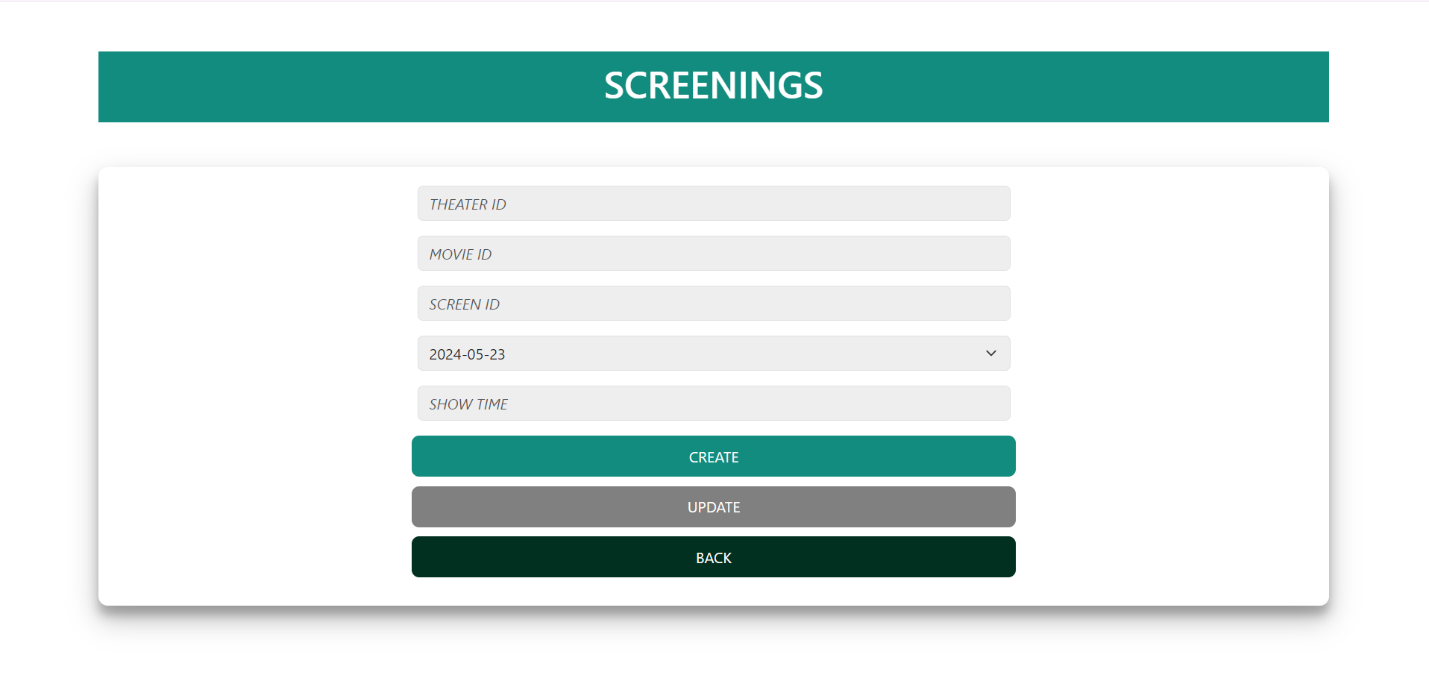 SCREENINGS
THEATER ID
MOVIE ID
SCREEN ID
2024-05-23
SHOW TIME
CREATE
UPDATE
BACK